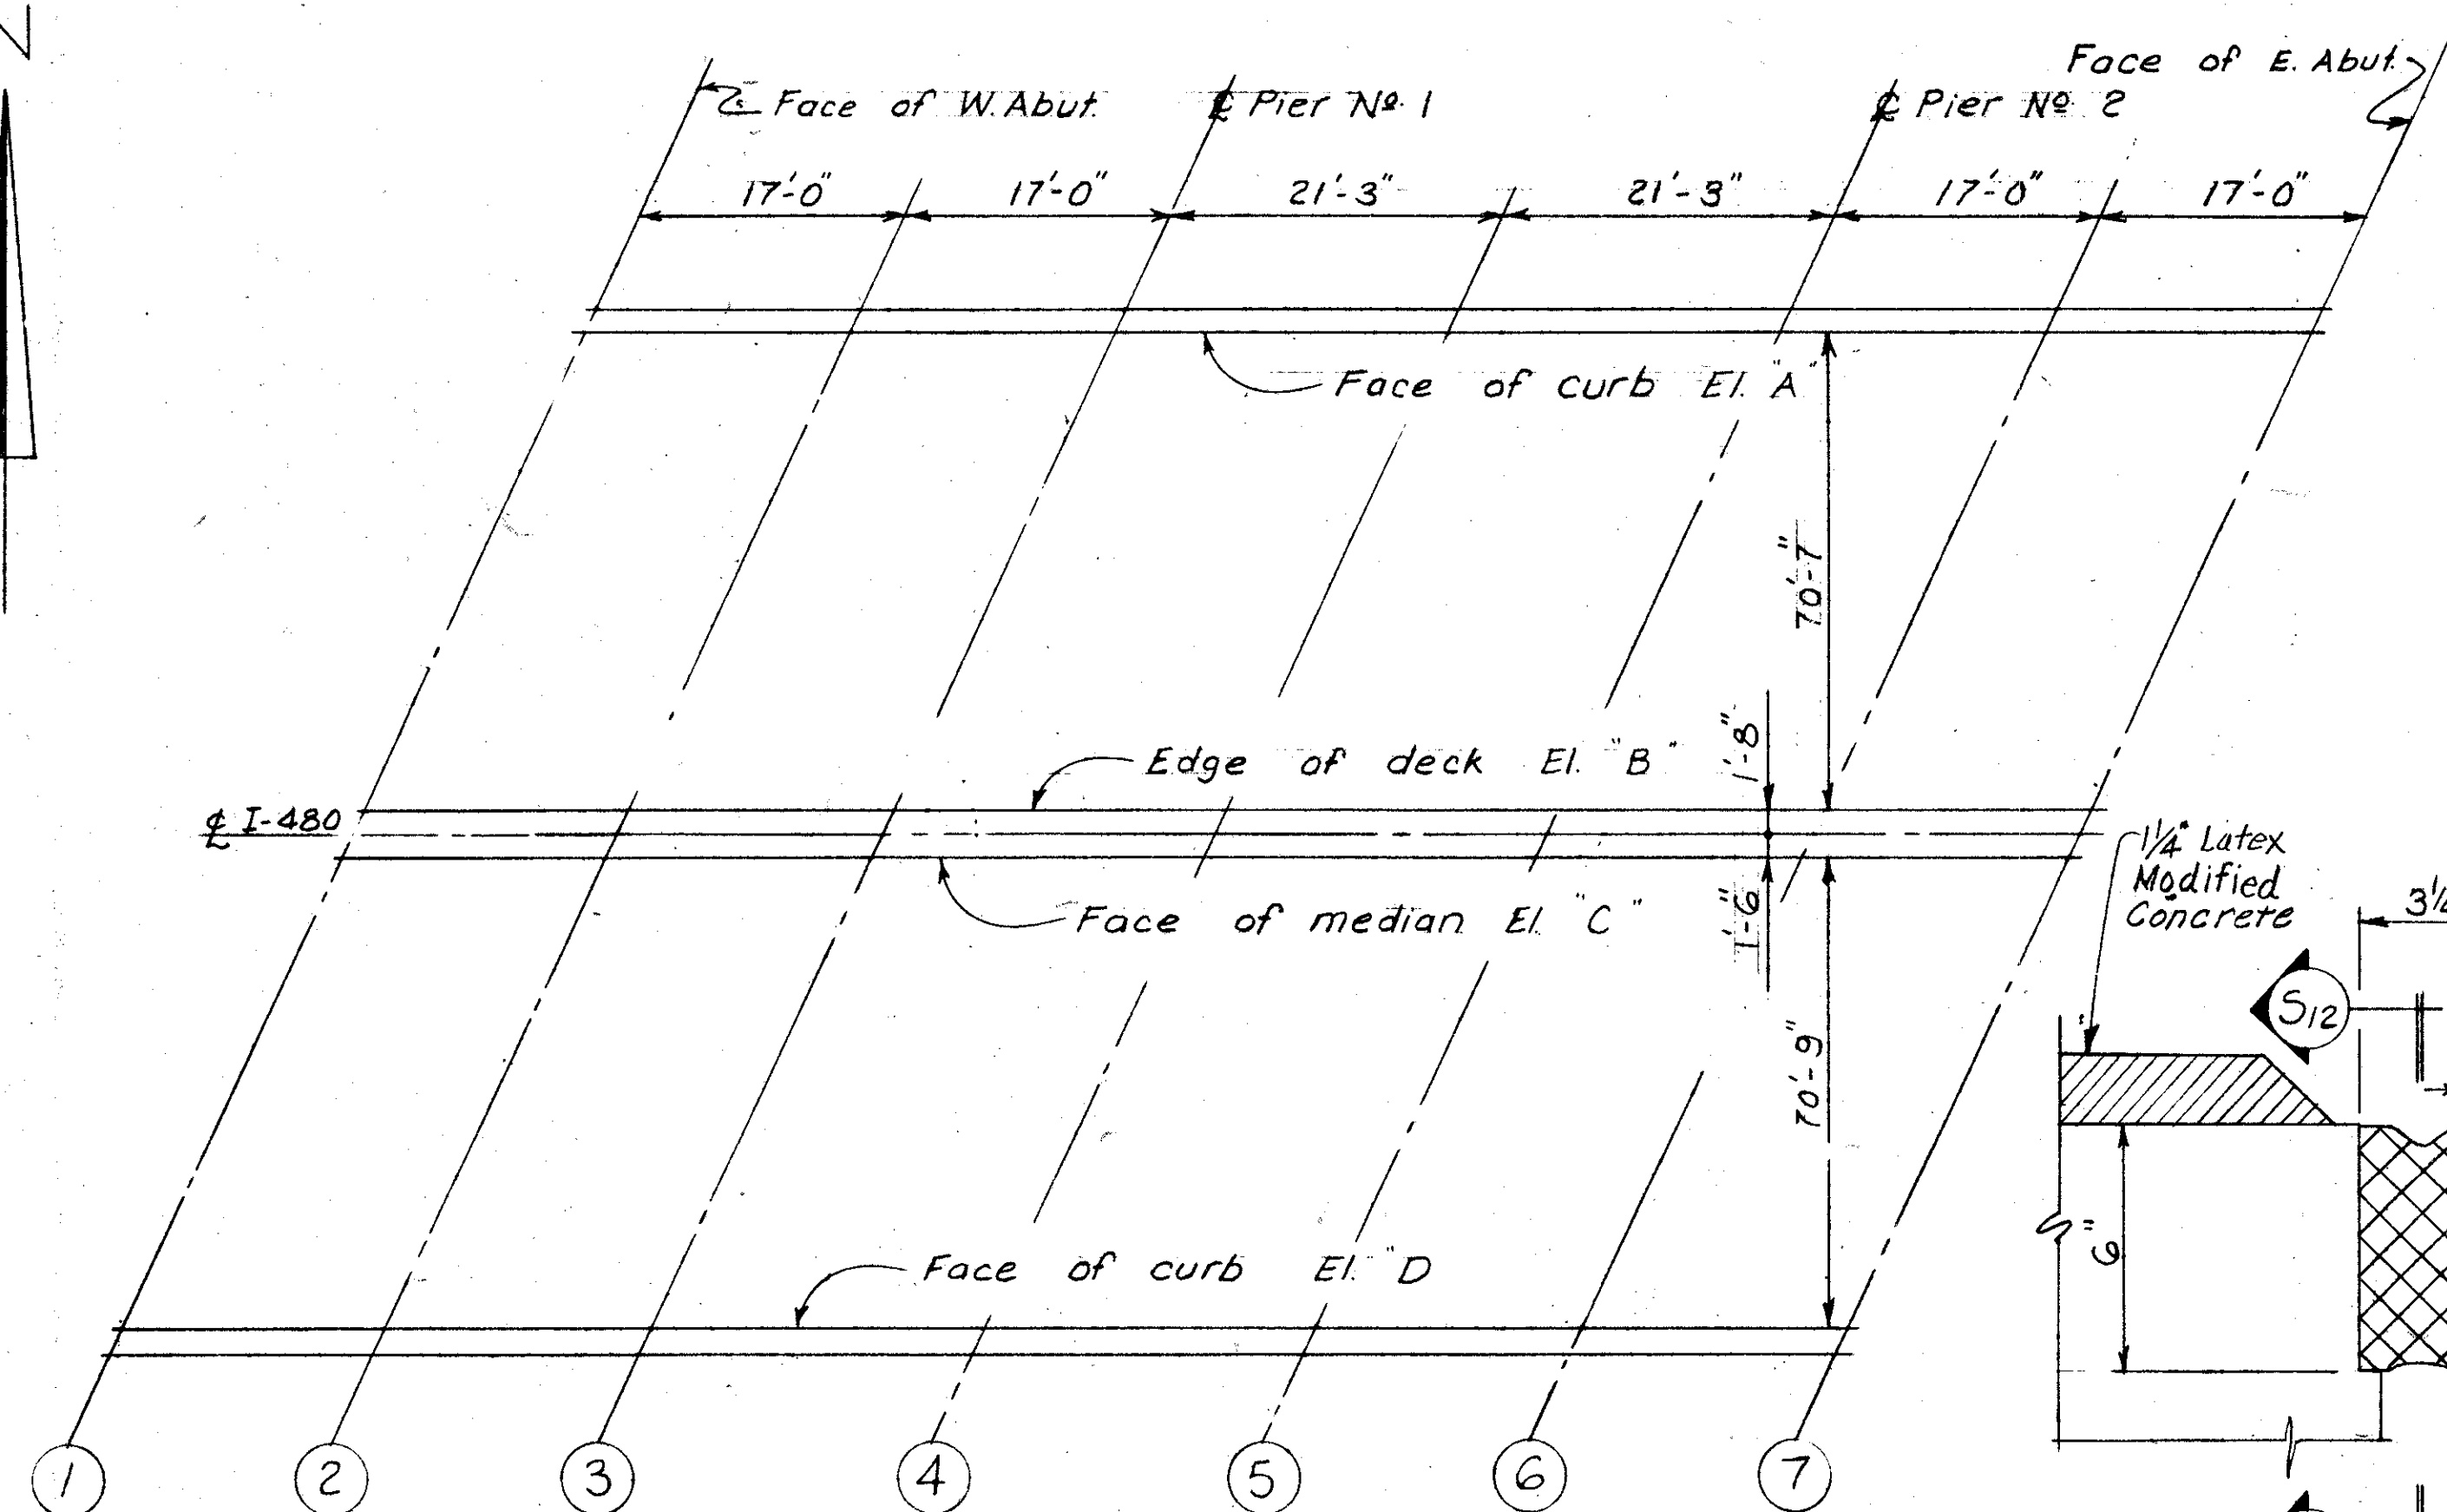 N
Face of E. Abut.
℄ Face of W. Abut.
℄ Pier Nº 1
℄ Pier Nº 2
17'-0"
17'-0"
21'-3"
21'-3"
17'-0"
17'-0"
Face of curb El. "A"
70'-7"
1'-8"
Edge of deck El. "B"
℄ I-480
1¼" Latex
Modified
Concrete
3¼
Face of median El. "C"
1'-6"
S12
70'-9"
9"
Face of curb El. "D
1
2
3
4
5
6
7